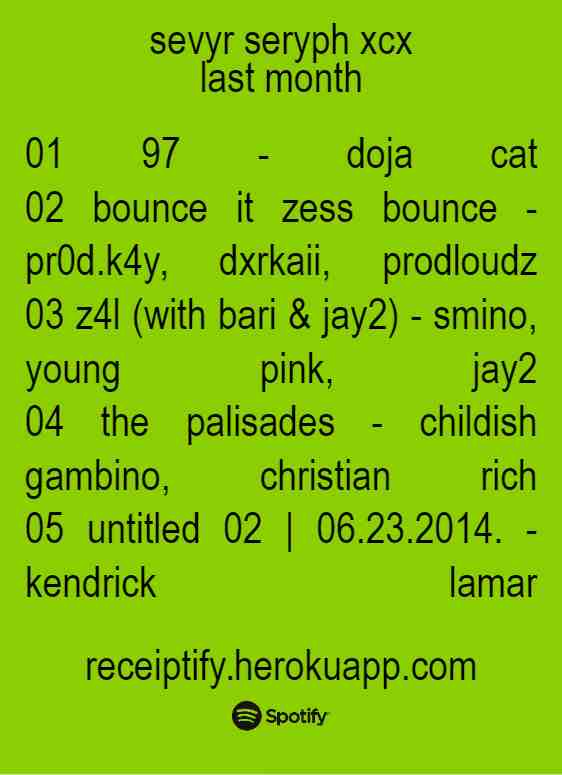 sevyr seryph xcx
last month
01 97 - doja cat
02 bounce it zess bounce -
pr0d.k4y, dxrkaii, prodloudz
03 z4l (with bari & jay2) - smino,
young pink, jay2
04 the palisades - childish
gambino, christian rich
05 untitled 02 | 06.23.2014. -
kendrick lamar
receiptify.herokuapp.com
Spotify